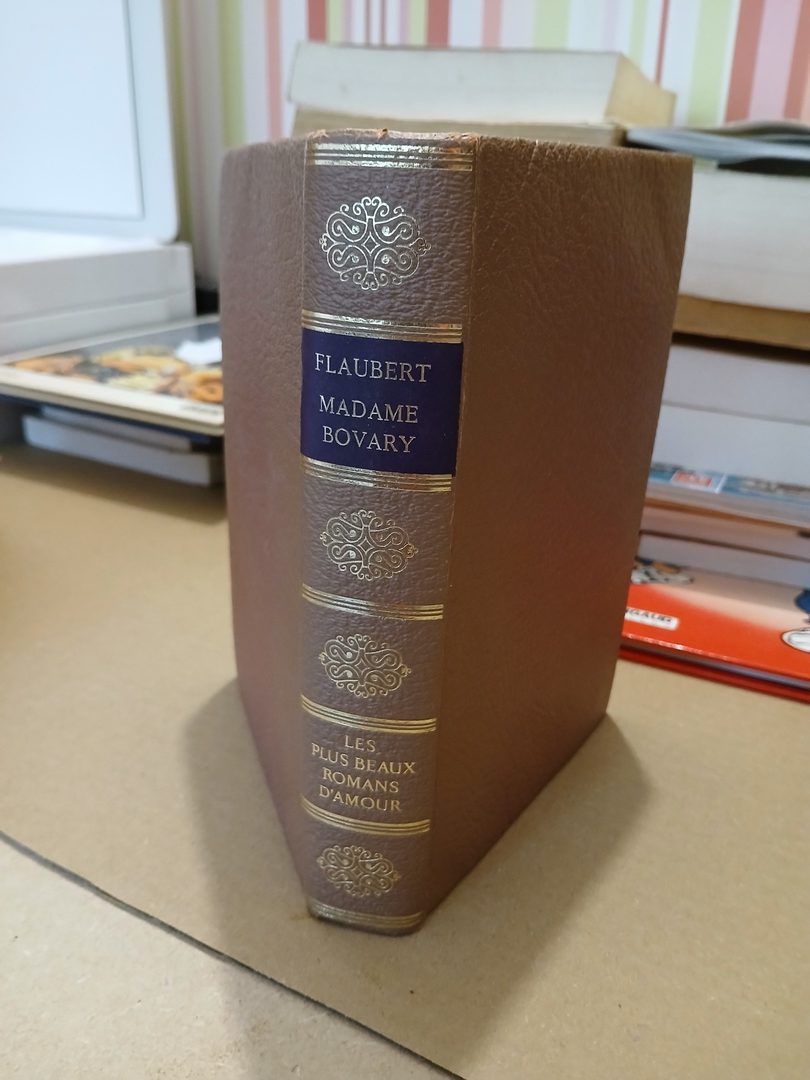 FLAUBERT
MADAME
BOVARY
LES
PLUS BEAUX
ROMANS
D'AMOUR